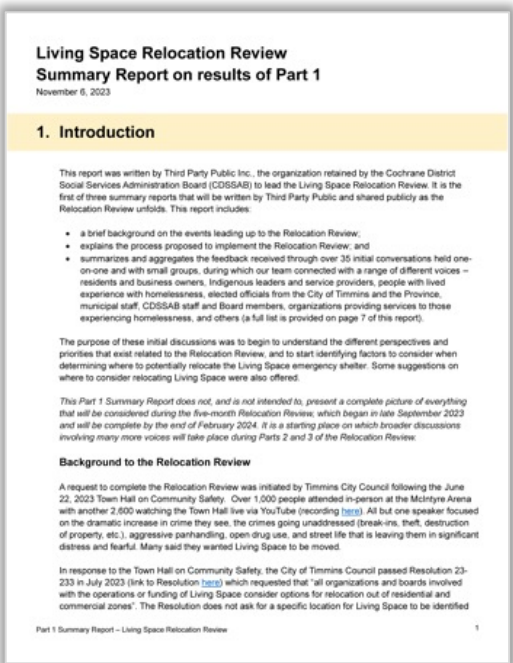 Living Space Relocation Review
Summary Report on results of Part 1
November 6, 2023
1. Introduction
This report was written by Third Party Public Inc., the organization retained by the Cochrane District
Social Services Administration Board (CDSSAB) to lead the Living Space Relocation Review. It is the
first of three summary reports that will be written by Third Party Public and shared publicly as the
Relocation Review unfolds. This report includes:
• a brief background on the events leading up to the Relocation Review;
• explains the process proposed to implement the Relocation Review; and
• summarizes and aggregates the feedback received through over 35 initial conversations held one-
on-one and with small groups, during which our team connected with a range of different voices –
residents and business owners, Indigenous leaders and service providers, people with lived
experience with homelessness, elected officials from the City of Timmins and the Province,
municipal staff, CDSSAB staff and Board members, organizations providing services to those
experiencing homelessness, and others (a full list is provided on page 7 of this report).
The purpose of these initial discussions was to begin to understand the different perspectives and
priorities that exist related to the Relocation Review, and to start identifying factors to consider when
determining where to potentially relocate the Living Space emergency shelter. Some suggestions on
where to consider relocating Living Space were also offered.
This Part 1 Summary Report does not, and is not intended to, present a complete picture of everything
that will be considered during the five-month Relocation Review, which began in late September 2023
and will be complete by the end of February 2024. It is a starting place on which broader discussions
involving many more voices will take place during Parts 2 and 3 of the Relocation Review.
Background to the Relocation Review
A request to complete the Relocation Review was initiated by Timmins City Council following the June
22, 2023 Town Hall on Community Safety. Over 1,000 people attended in-person at the McIntyre Arena
with another 2,600 watching the Town Hall live via YouTube (recording here). All but one speaker focused
on the dramatic increase in crime they see, the crimes going unaddressed (break-ins, theft, destruction
of property, etc.), aggressive panhandling, open drug use, and street life that is leaving them in significant
distress and fearful. Many said they wanted Living Space to be moved.
In response to the Town Hall on Community Safety, the City of Timmins Council passed Resolution 23-
233 in July 2023 (link to Resolution here) which requested that "all organizations and boards involved
with the operations or funding of Living Space consider options for relocation out of residential and
commercial zones". The Resolution does not ask for a specific location for Living Space to be identified
Part 1 Summary Report – Living Space Relocation Review
1